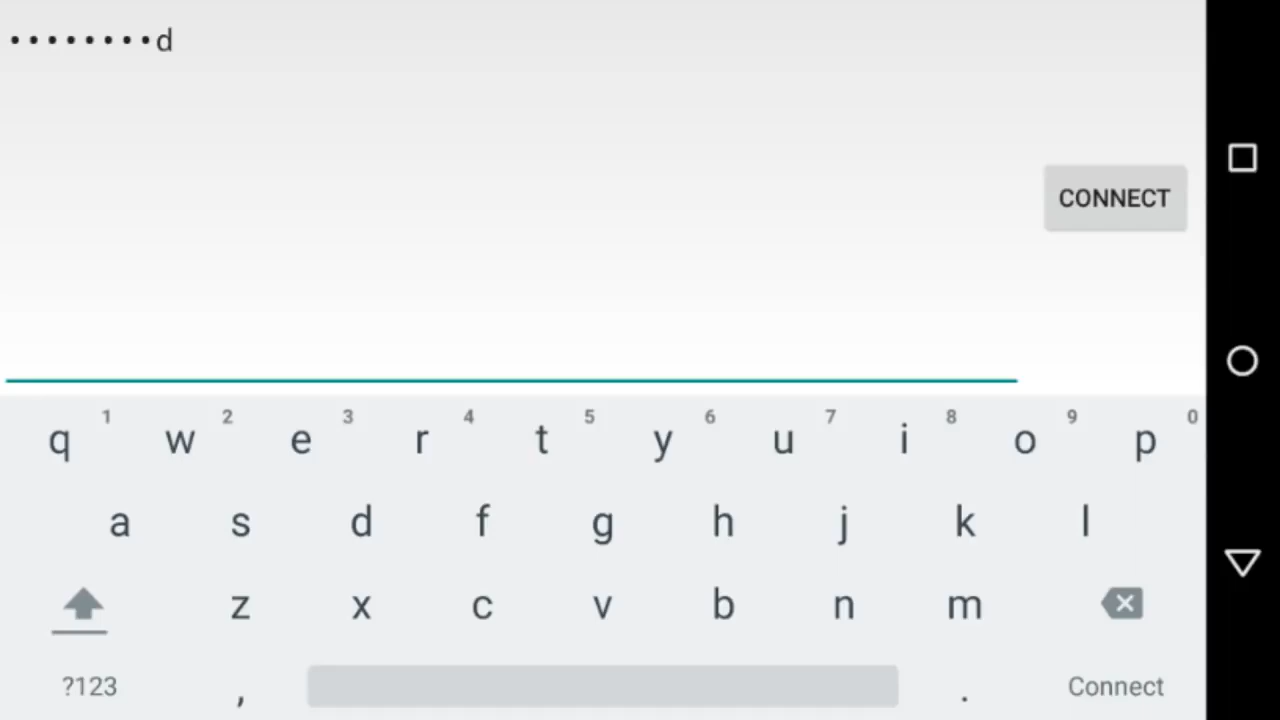 ••••••••d
CONNECT
1 2 3 4 5 6 7 8 9 0
q w e r t y u i o p
a s d f g h j k l
z x c v b n m
?123 , . Connect